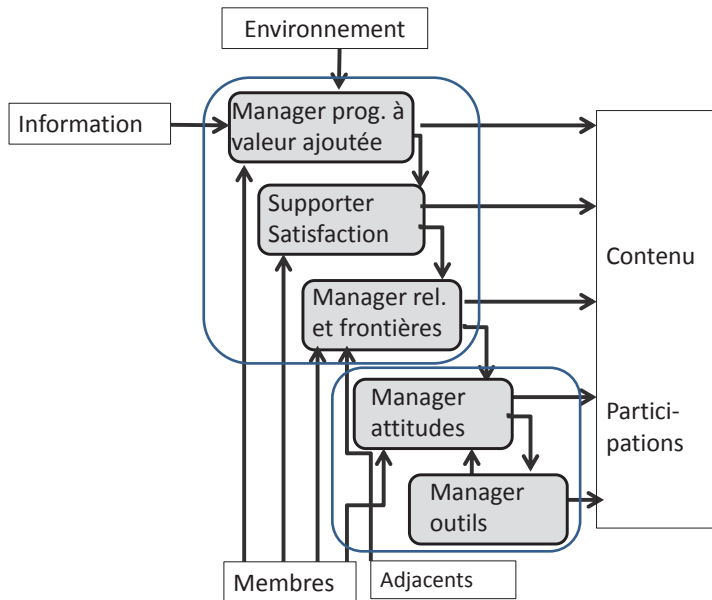 Environnement
Information
Manager prog. à
valeur ajoutée
Supporter
Satisfaction
Contenu
Manager rel.
et frontières
Manager
attitudes
Partici-
pations
Manager
outils
Membres
Adjacents